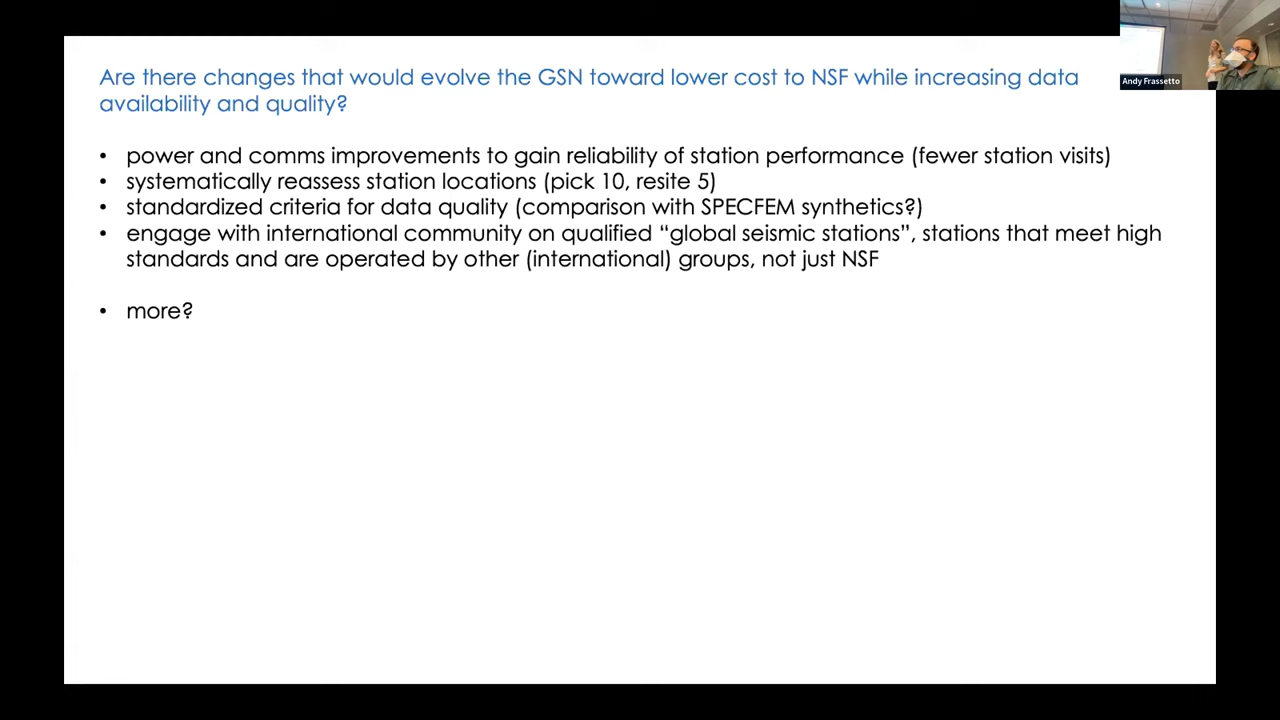 Are there changes that would evolve the GSN toward lower cost to NSF while increasing data
availability and quality?
• power and comms improvements to gain reliability of station performance (fewer station visits)
• systematically reassess station locations (pick 10, resite 5)
• standardized criteria for data quality (comparison with SPECFEM synthetics?)
• engage with international community on qualified “global seismic stations”, stations that meet high
standards and are operated by other (international) groups, not just NSF
• more?
Andy Frassetto